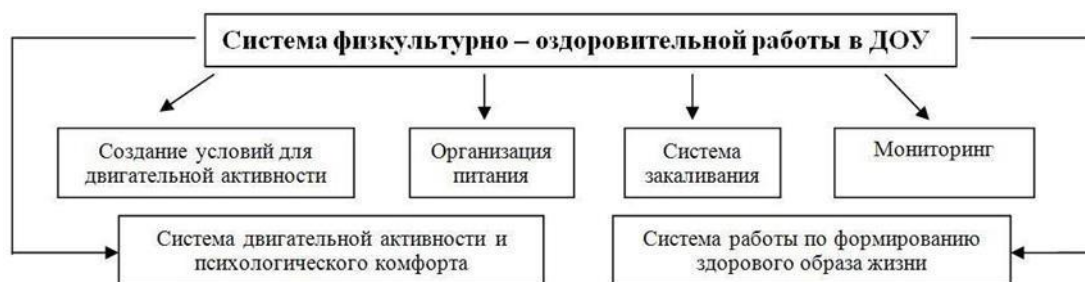 Система физкультурно – оздоровительной работы в ДОУ
Создание условий для
двигательной активности
Организация
питания
Система
закаливания
Мониторинг
Система двигательной активности и
психологического комфорта
Система работы по формированию
здорового образа жизни